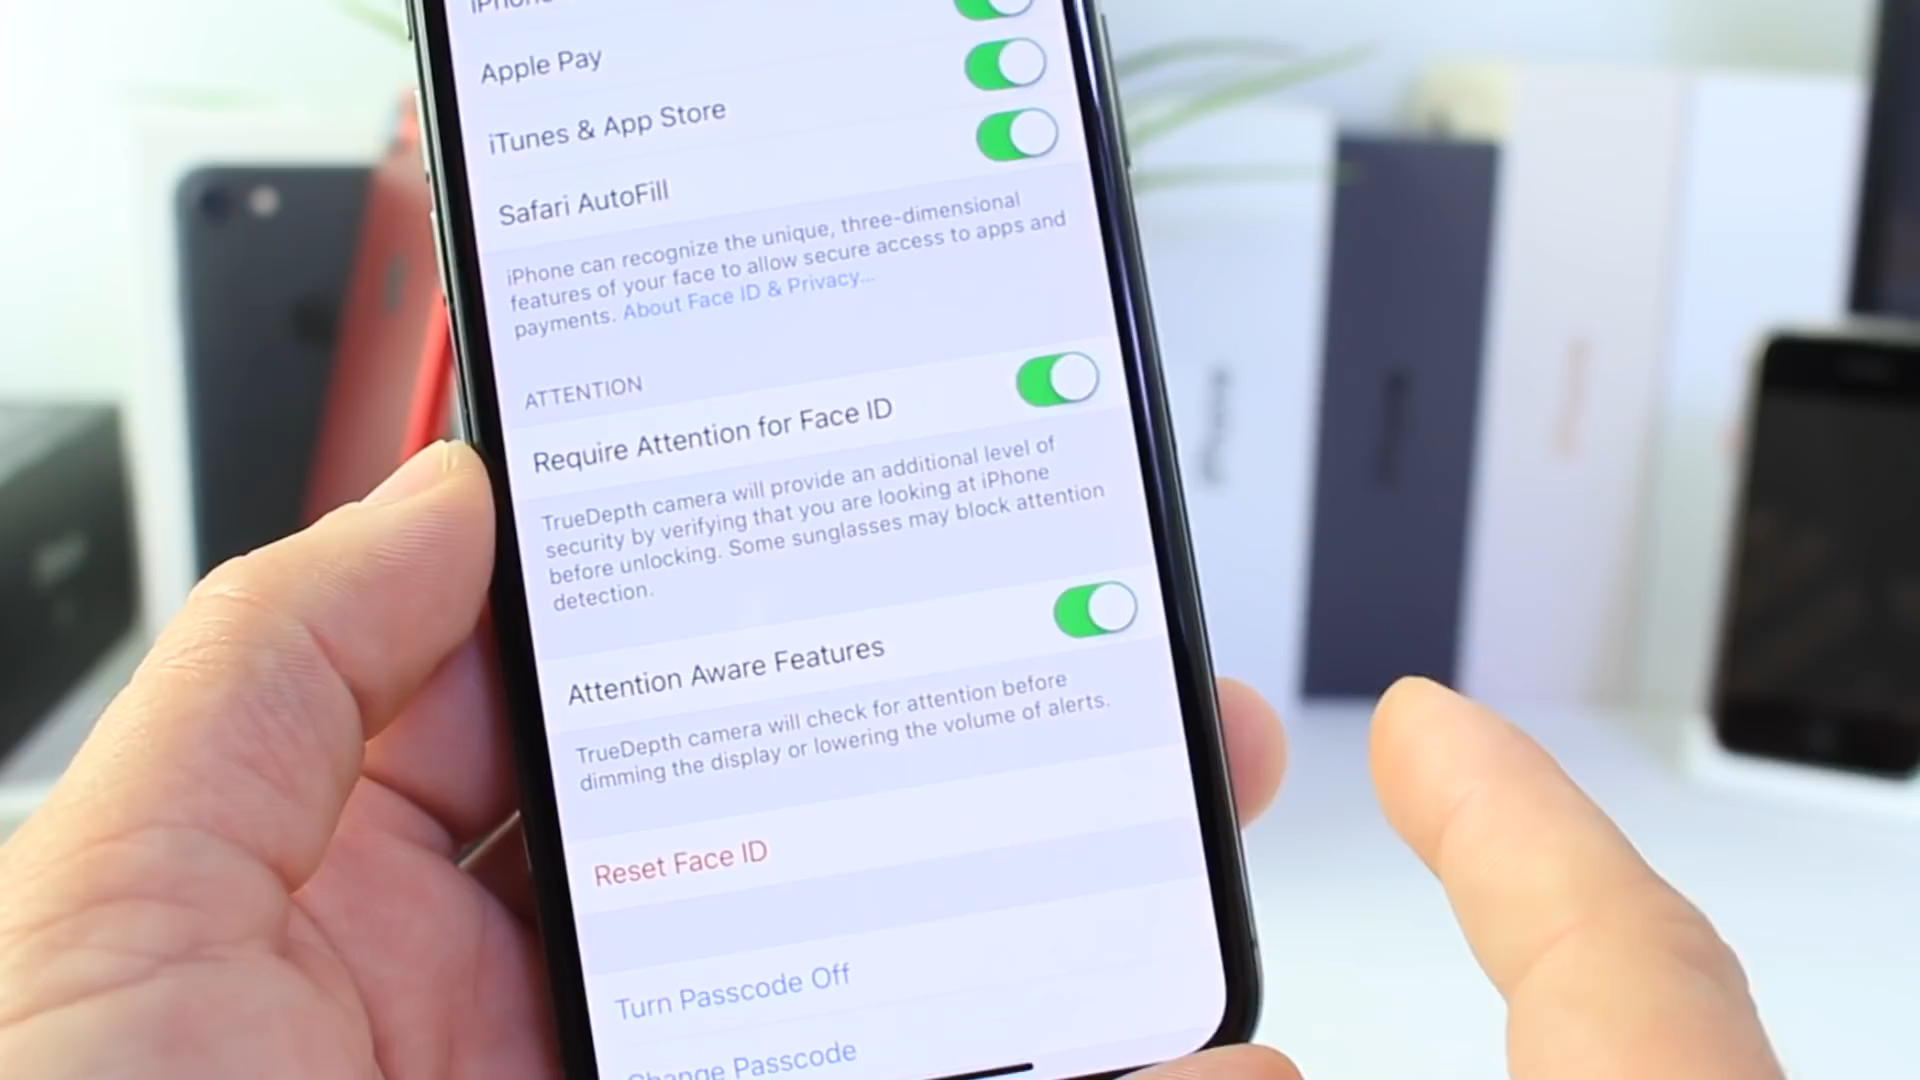 iPhone
Apple Pay
iTunes & App Store
Safari AutoFill
iPhone can recognize the unique, three-dimensional
features of your face to allow secure access to apps and
payments. About Face ID & Privacy...
ATTENTION
Require Attention for Face ID
TrueDepth camera will provide an additional level of
security by verifying that you are looking at iPhone
before unlocking. Some sunglasses may block attention
detection.
Attention Aware Features
TrueDepth camera will check for attention before
dimming the display or lowering the volume of alerts.
Reset Face ID
Turn Passcode Off
Change Passcode